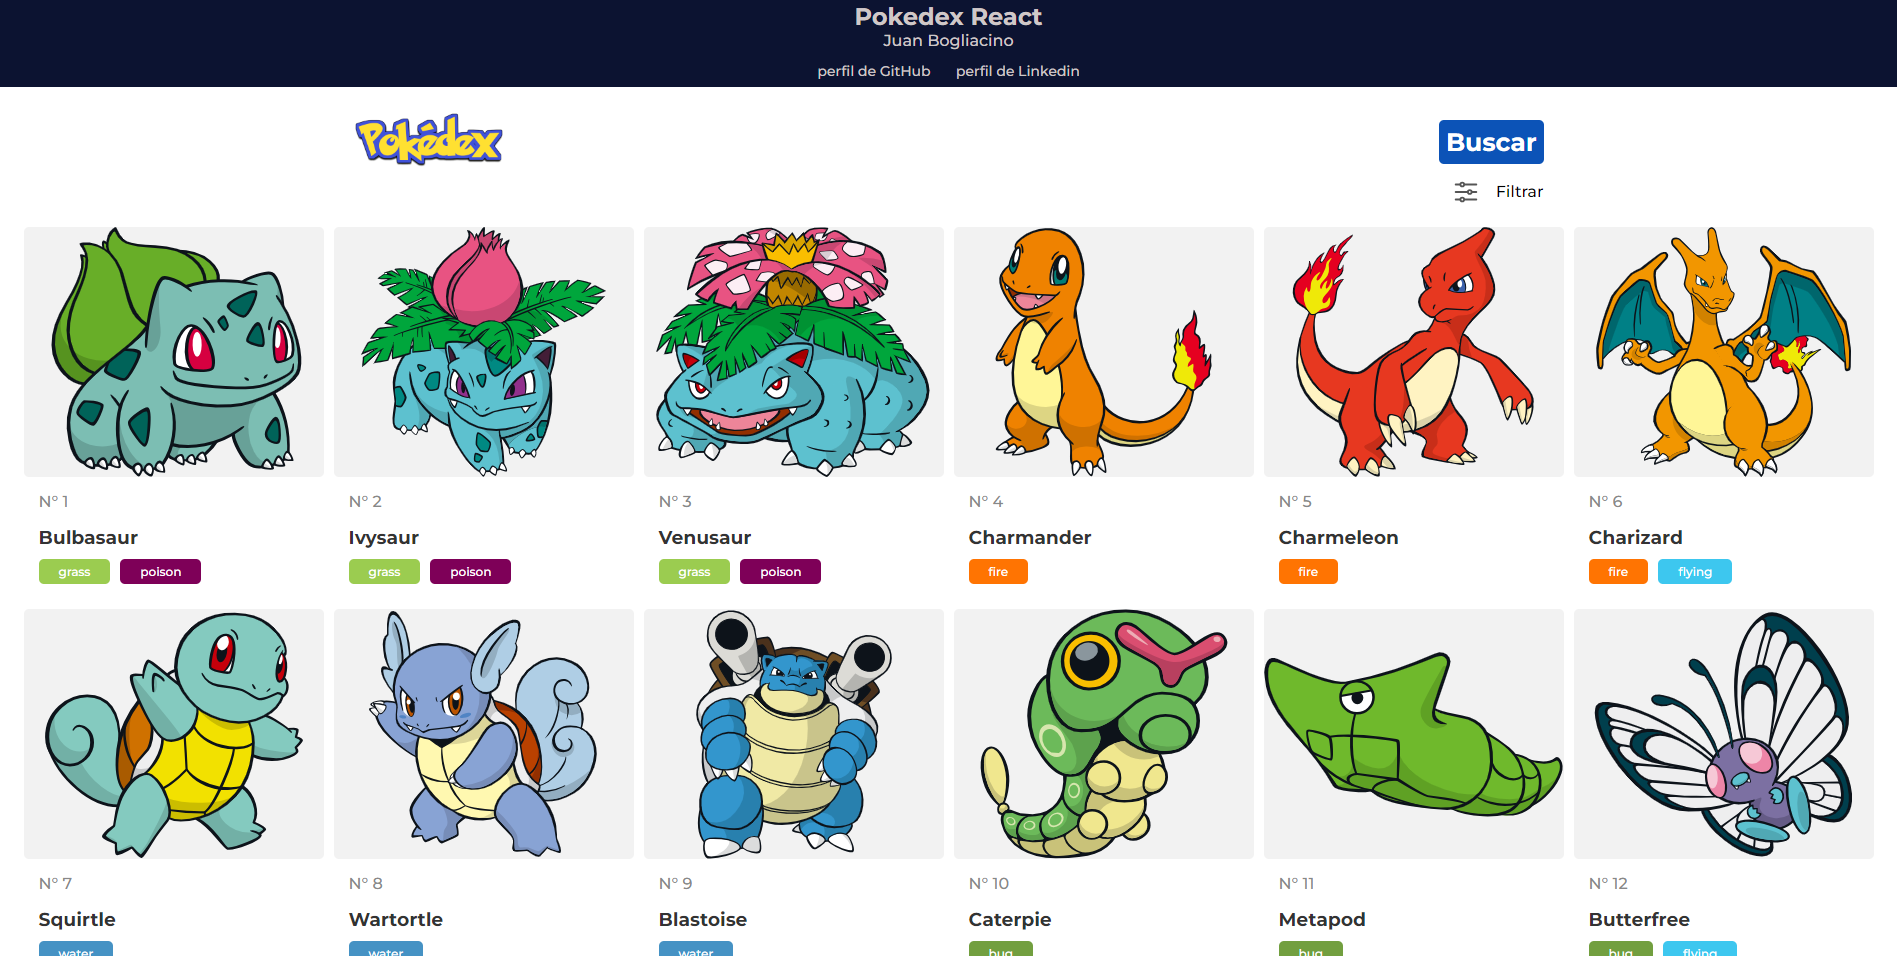 Pokedex React
Juan Bogliacino
perfil de GitHub perfil de Linkedin
Pokédex
Buscar
Filtrar
N° 1
Bulbasaur
grass poison
N° 2
Ivysaur
grass poison
N° 3
Venusaur
grass poison
N° 4
Charmander
fire
N° 5
Charmeleon
fire
N° 6
Charizard
fire flying
N° 7
Squirtle
water
N° 8
Wartortle
water
N° 9
Blastoise
water
N° 10
Caterpie
bug
N° 11
Metapod
bug
N° 12
Butterfree
bug flying